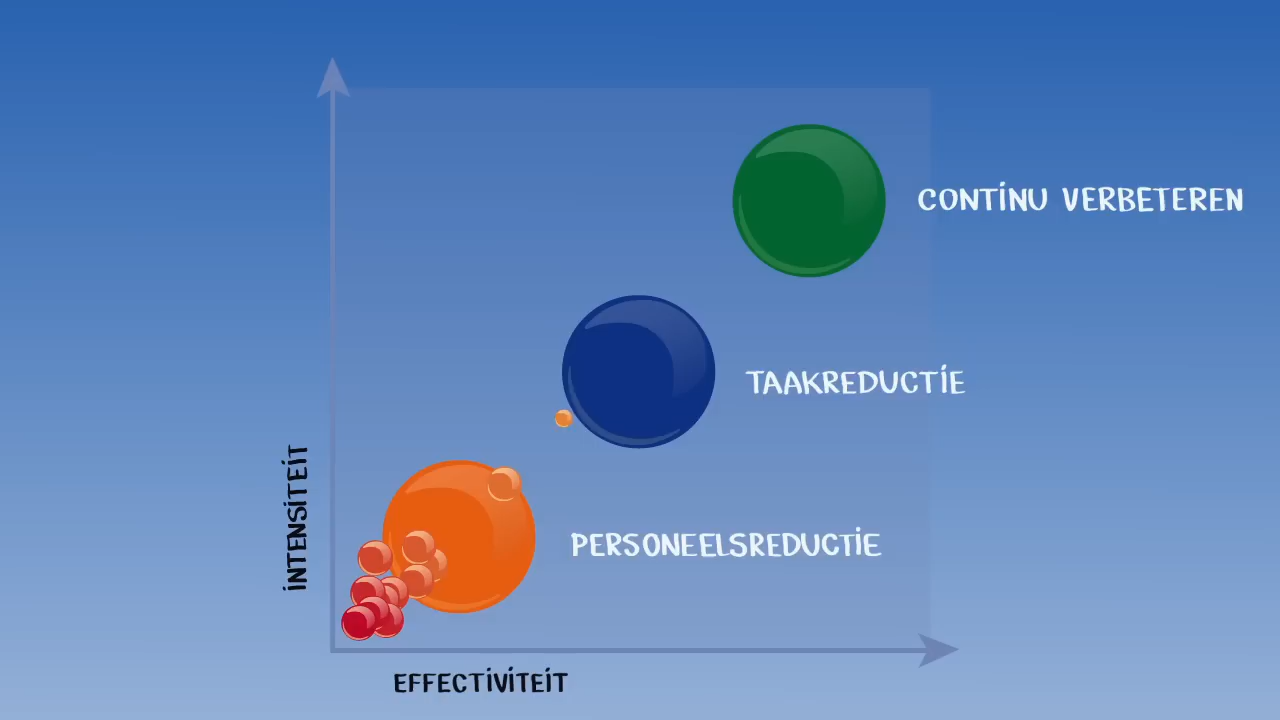 CONTINU VERBETEREN
TAAKREDUCTIE
PERSONEELSREDUCTIE
INTENSITEIT
EFFECTIVITEIT